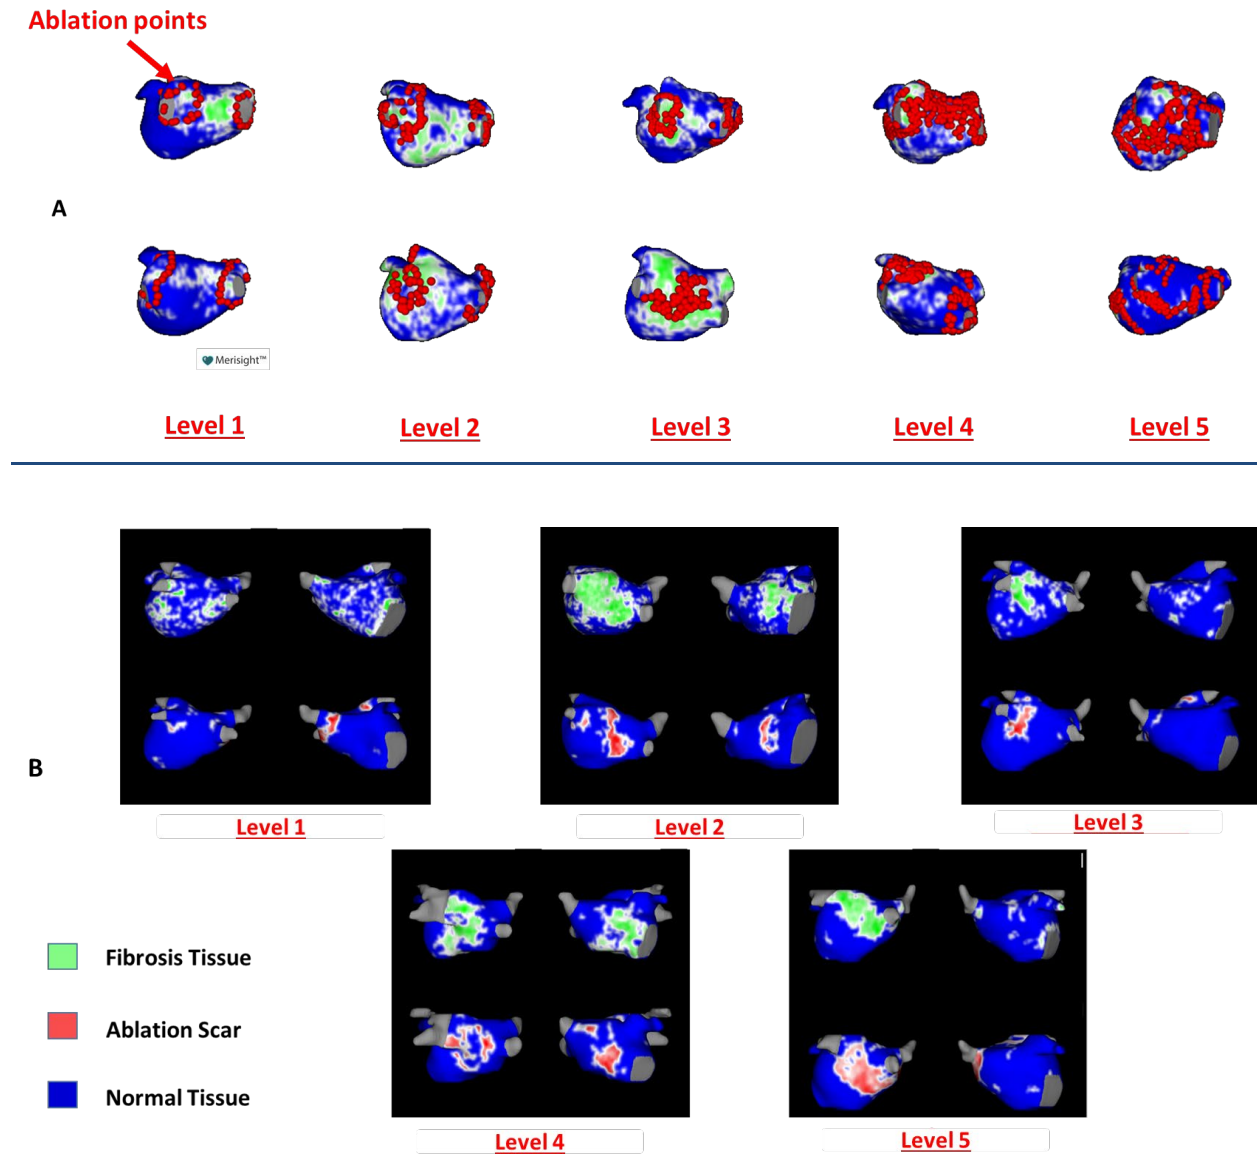 Ablation points
A
Merisight™
Level 1
Level 2
Level 3
Level 4
Level 5
B
Level 1
Level 2
Level 3
Fibrosis Tissue
Ablation Scar
Normal Tissue
Level 4
Level 5